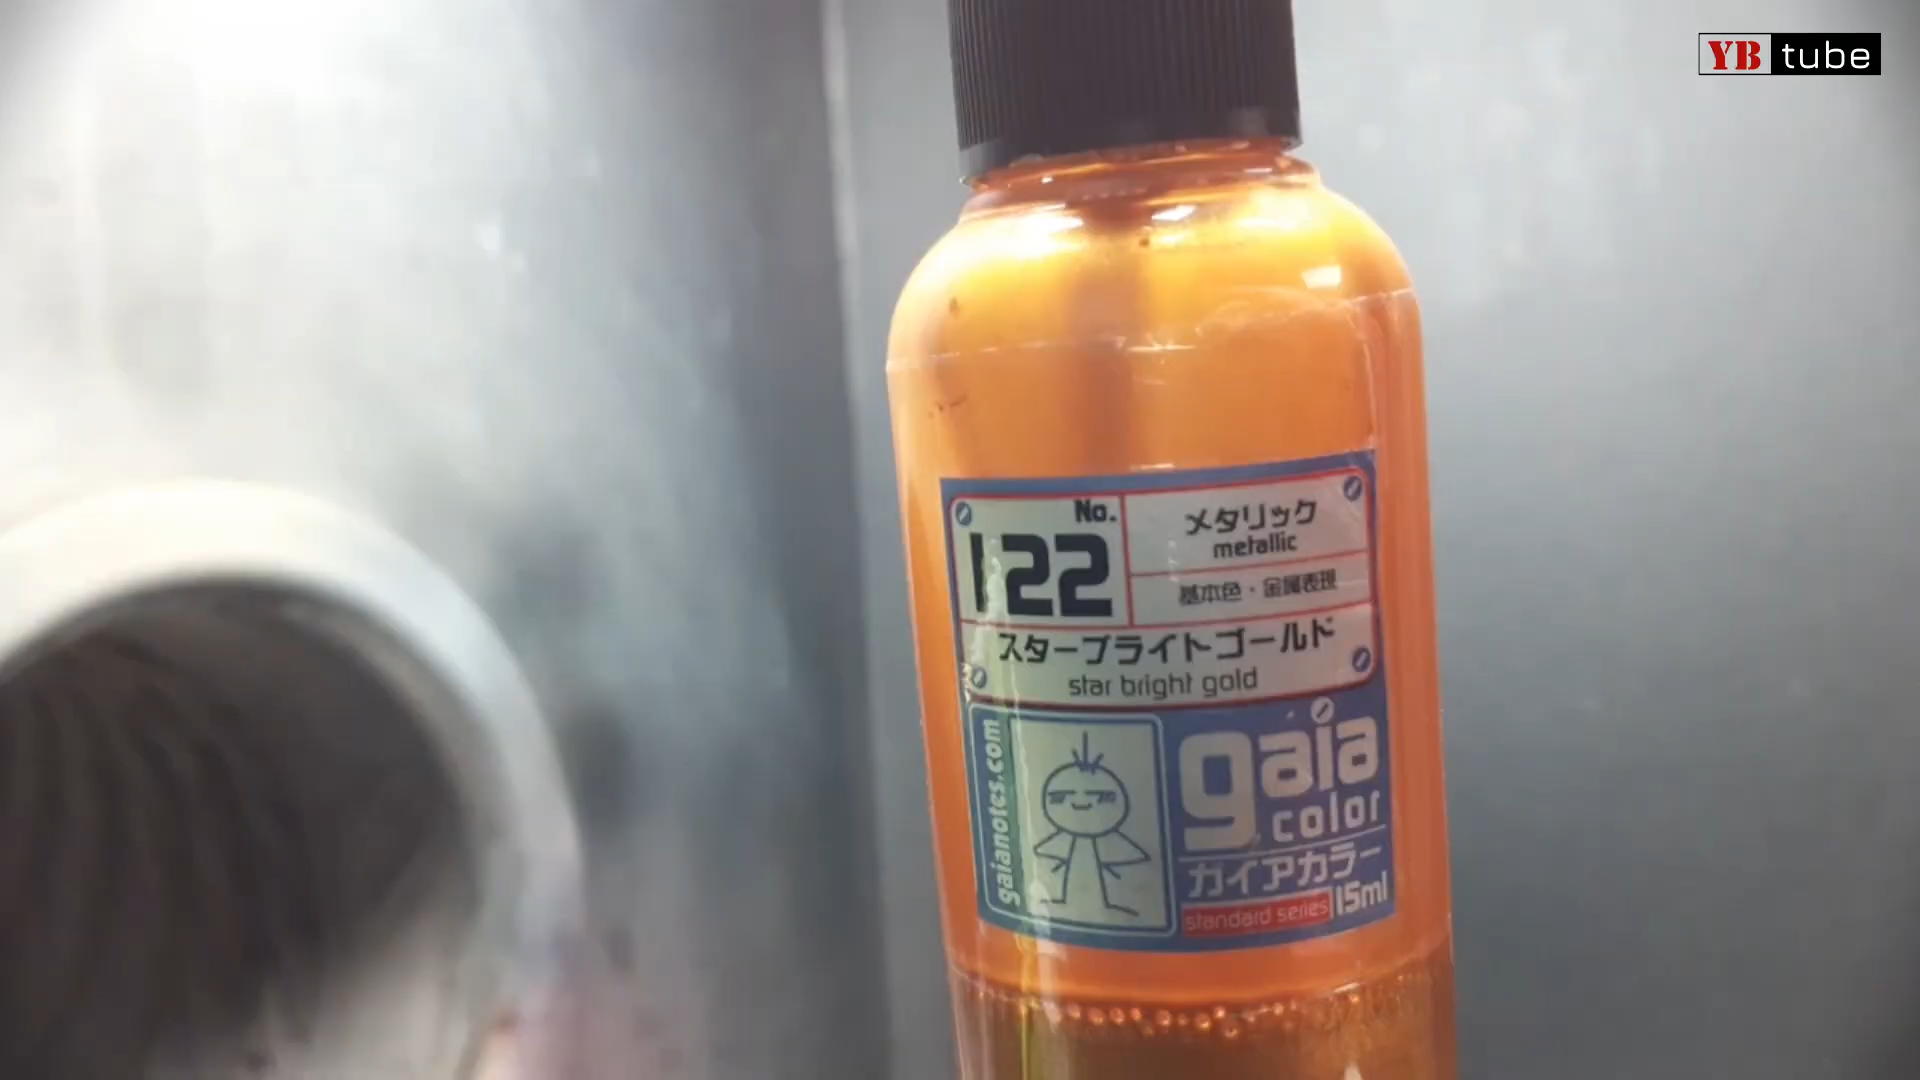 YB tube
No.
122
メタリック
metallic
基本色・金属表現
スターブライトゴールド
star bright gold
gaianotes.com
gaia
color
ガイアカラー
standard series 15ml